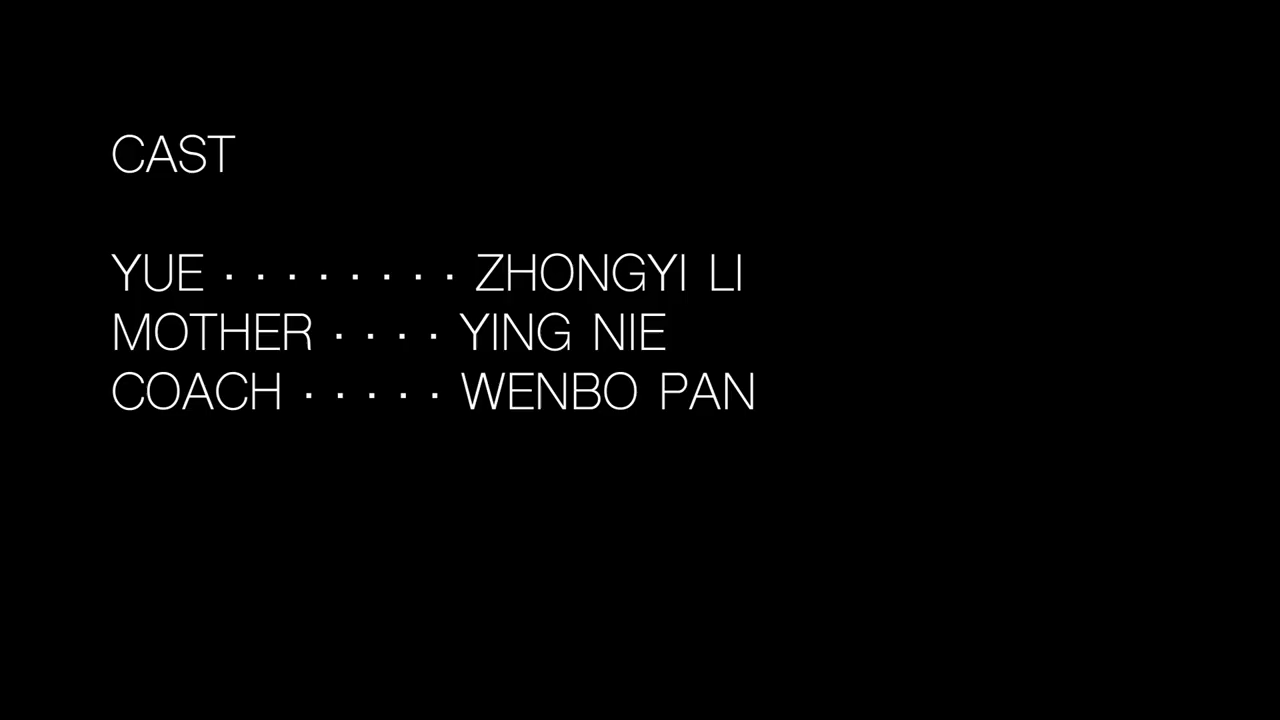 CAST
YUE · · · · · · · · ZHONGYI LI
MOTHER · · · · YING NIE
COACH · · · · · WENBO PAN